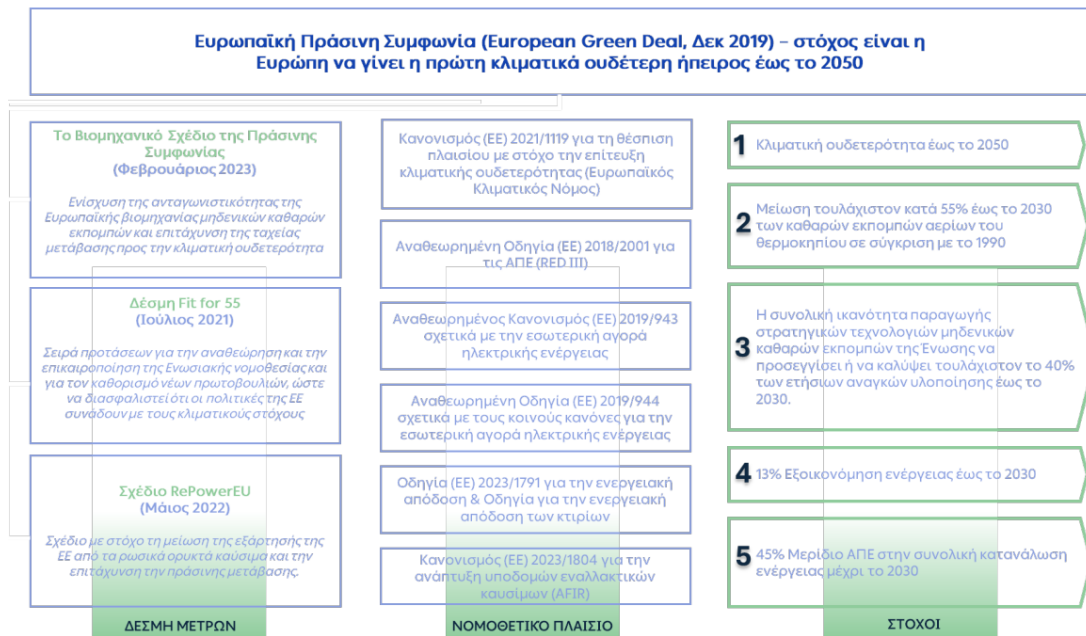 Ευρωπαϊκή Πράσινη Συμφωνία (European Green Deal, Δεκ 2019) – στόχος είναι η
Ευρώπη να γίνει η πρώτη κλιματικά ουδέτερη ήπειρος έως το 2050
Το Βιομηχανικό Σχέδιο της Πράσινης
Συμφωνίας
(Φεβρουάριος 2023)
Ενίσχυση της ανταγωνιστικότητας της
Ευρωπαϊκής βιομηχανίας μηδενικών καθαρών
εκπομπών και επιτάχυνση της ταχείας
μετάβασης προς την κλιματική ουδετερότητα
Δέσμη Fit for 55
(Ιούλιος 2021)
Σειρά προτάσεων για την αναθεώρηση και την
επικαιροποίηση της Ενωσιακής νομοθεσίας και
για τον καθορισμό νέων πρωτοβουλιών, ώστε
να διασφαλιστεί ότι οι πολιτικές της ΕΕ
συνάδουν με τους κλιματικούς στόχους
Σχέδιο RePowerEU
(Μάιος 2022)
Σχέδιο με στόχο τη μείωση της εξάρτησής της
ΕΕ από τα ρωσικά ορυκτά καύσιμα και την
επιτάχυνση την πράσινης μετάβασης.
ΔΕΣΜΗ ΜΕΤΡΩΝ
Κανονισμός (ΕΕ) 2021/1119 για τη θέσπιση
πλαισίου με στόχο την επίτευξη
κλιματικής ουδετερότητας (Ευρωπαϊκός
Κλιματικός Νόμος)
Αναθεωρημένη Οδηγία (ΕΕ) 2018/2001 για
τις ΑΠΕ (RED III)
Αναθεωρημένος Κανονισμός (ΕΕ) 2019/943
σχετικά με την εσωτερική αγορά
ηλεκτρικής ενέργειας
Αναθεωρημένη Οδηγία (ΕΕ) 2019/944
σχετικά με τους κοινούς κανόνες για την
εσωτερική αγορά ηλεκτρικής ενέργειας
Οδηγία (ΕΕ) 2023/1791 για την ενεργειακή
απόδοση & Οδηγία για την ενεργειακή
απόδοση των κτιρίων
Κανονισμός (ΕΕ) 2023/1804 για την
ανάπτυξη υποδομών εναλλακτικών
καυσίμων (AFIR)
ΝΟΜΟΘΕΤΙΚΟ ΠΛΑΙΣΙΟ
1 Κλιματική ουδετερότητα έως το 2050
2 Μείωση τουλάχιστον κατά 55% έως το 2030
των καθαρών εκπομπών αερίων του
θερμοκηπίου σε σύγκριση με το 1990
Η συνολική ικανότητα παραγωγής
στρατηγικών τεχνολογιών μηδενικών
3 καθαρών εκπομπών της Ένωσης να
προσεγγίσει ή να καλύψει τουλάχιστον το 40%
των ετήσιων αναγκών υλοποίησης έως το
2030.
4 13% Εξοικονόμηση ενέργειας έως το 2030
5 45% Μερίδιο ΑΠΕ στην συνολική κατανάλωση
ενέργειας μέχρι το 2030
ΣΤΟΧΟΙ